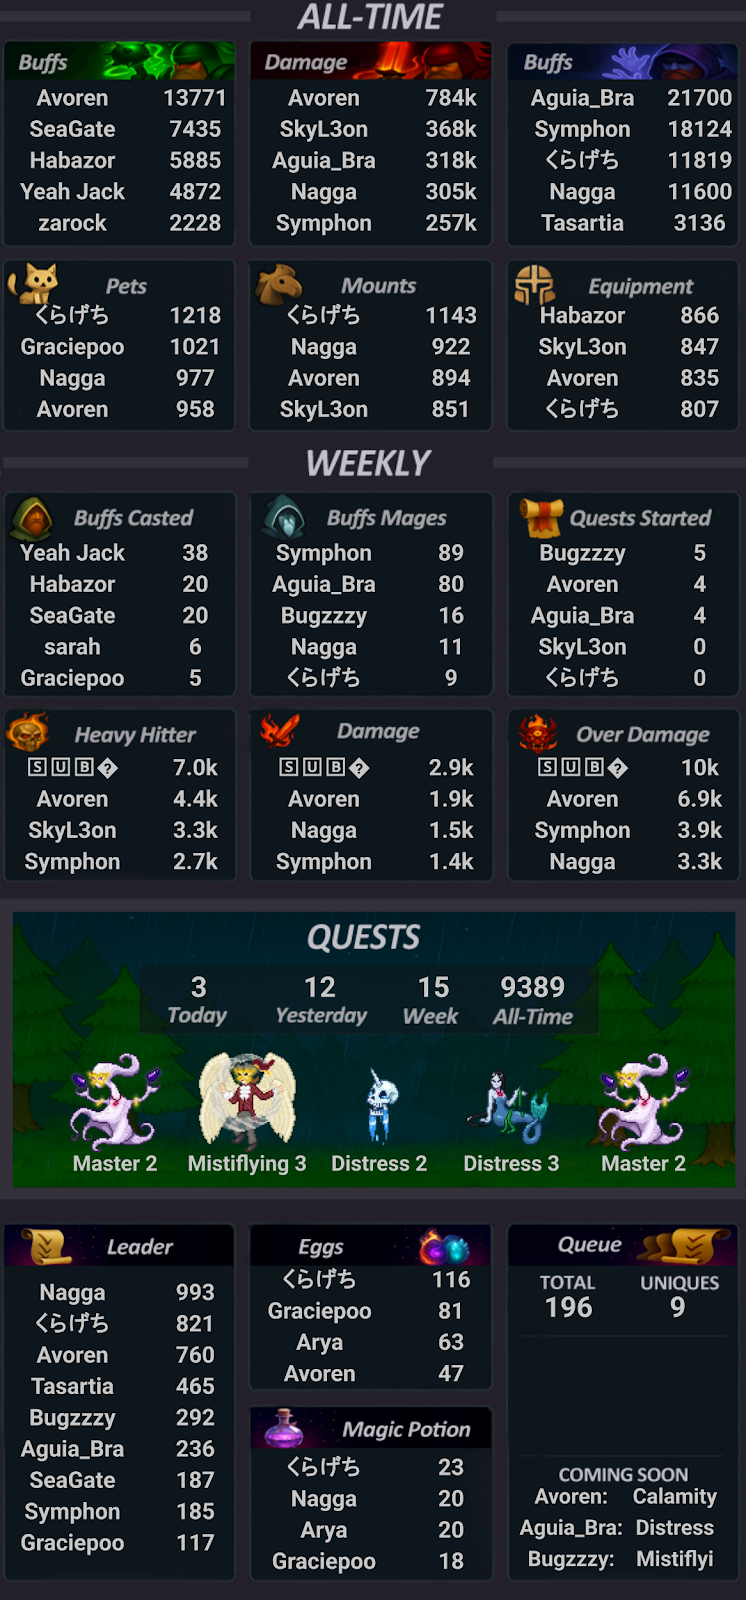 ALL-TIME
Buffs
Avoren 13771
SeaGate 7435
Habazor 5885
Yeah Jack 4872
zarock 2228
Damage
Avoren 784k
SkyL3on 368k
Aguia_Bra 318k
Nagga 305k
Symphon 257k
Buffs
Aguia_Bra 21700
Symphon 18124
くらげち 11819
Nagga 11600
Tasartia 3136
Pets
くらげち 1218
Graciepoo 1021
Nagga 977
Avoren 958
Mounts
くらげち 1143
Nagga 922
Avoren 894
SkyL3on 851
Equipment
Habazor 866
SkyL3on 847
Avoren 835
くらげち 807
WEEKLY
Buffs Casted
Yeah Jack 38
Habazor 20
SeaGate 20
sarah 6
Graciepoo 5
Buffs Mages
Symphon 89
Aguia_Bra 80
Bugzzzy 16
Nagga 11
くらげち 9
Quests Started
Bugzzzy 5
Avoren 4
Aguia_Bra 4
SkyL3on 0
くらげち 0
Heavy Hitter
🅂🅄🄱� 7.0k
Avoren 4.4k
SkyL3on 3.3k
Symphon 2.7k
Damage
🅂🅄🄱� 2.9k
Avoren 1.9k
Nagga 1.5k
Symphon 1.4k
Over Damage
🅂🅄🄱� 10k
Avoren 6.9k
Symphon 3.9k
Nagga 3.3k
QUESTS
3 12 15 9389
Today Yesterday Week All-Time
Master 2 Mistiflying 3 Distress 2 Distress 3 Master 2
Leader
Nagga 993
くらげち 821
Avoren 760
Tasartia 465
Bugzzzy 292
Aguia_Bra 236
SeaGate 187
Symphon 185
Graciepoo 117
Eggs
くらげち 116
Graciepoo 81
Arya 63
Avoren 47
Magic Potion
くらげち 23
Nagga 20
Arya 20
Graciepoo 18
Queue
TOTAL UNIQUES
196 9
COMING SOON
Avoren: Calamity
Aguia_Bra: Distress
Bugzzzy: Mistiflyi